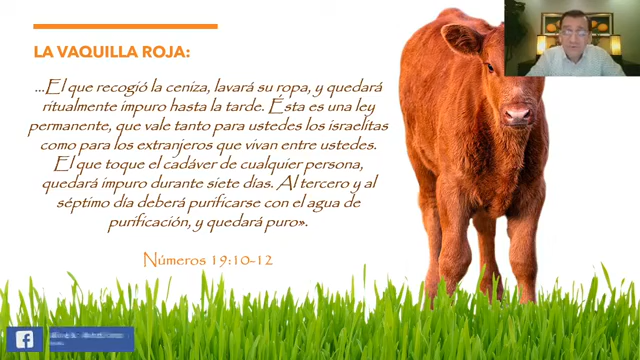 LA VAQUILLA ROJA:
...El que recogió la ceniza, lavará su ropa, y quedará
ritualmente impuro hasta la tarde. Ésta es una ley
permanente, que vale tanto para ustedes los israelitas
como para los extranjeros que vivan entre ustedes.
El que toque el cadáver de cualquier persona,
quedará impuro durante siete días. Al tercero y al
séptimo día deberá purificarse con el agua de
purificación, y quedará puro».
Números 19:10-12